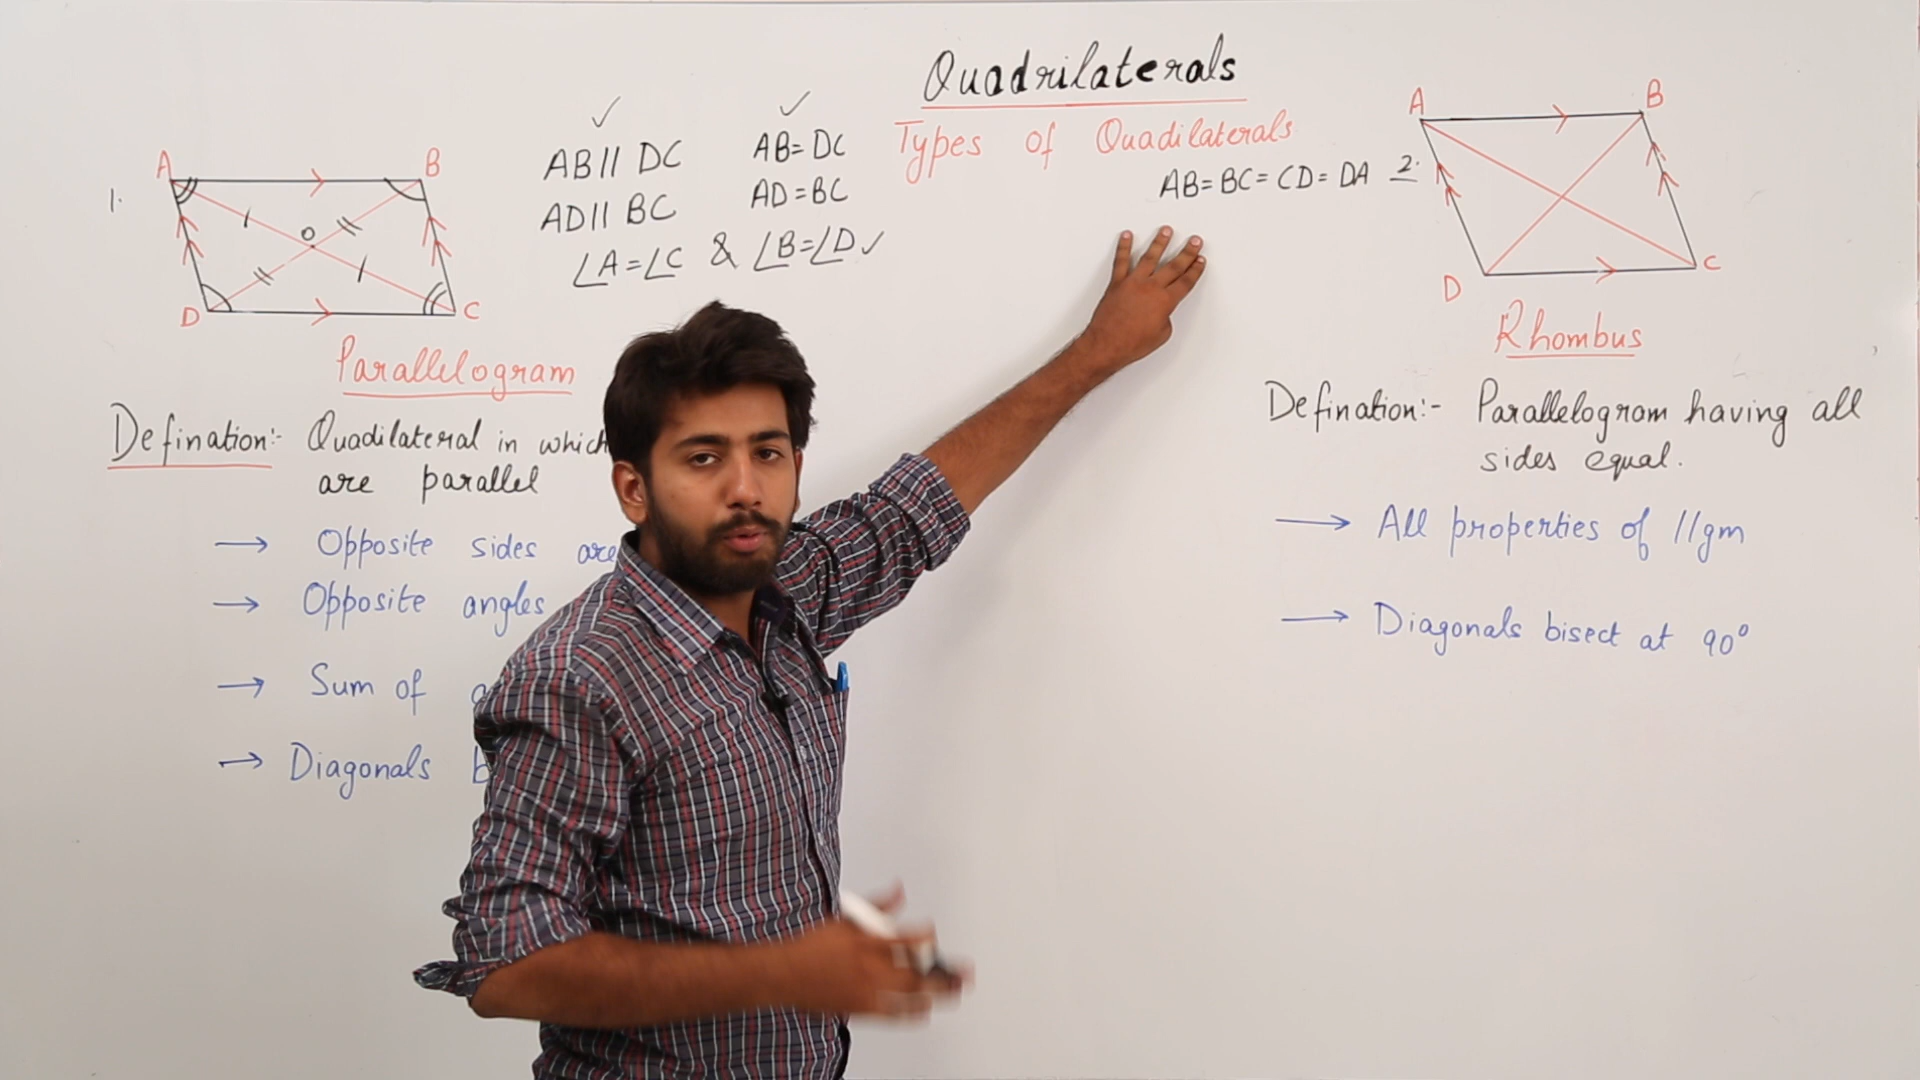 Quadrilaterals
Types of Quadilaterals
1.
A
B
O
D
C
AB // DC
AD // BC
AB = DC
AD = BC
∠A = ∠C & ∠B = ∠D ✓
Parallelogram
Defination:- Quadilateral in which
are parallel
→ Opposite sides are
→ Opposite angles
→ Sum of
→ Diagonals
AB = BC = CD = DA
2.
A
B
D
C
Rhombus
Defination:- Parallelogram having all
sides equal.
→ All properties of //gm
→ Diagonals bisect at 90°